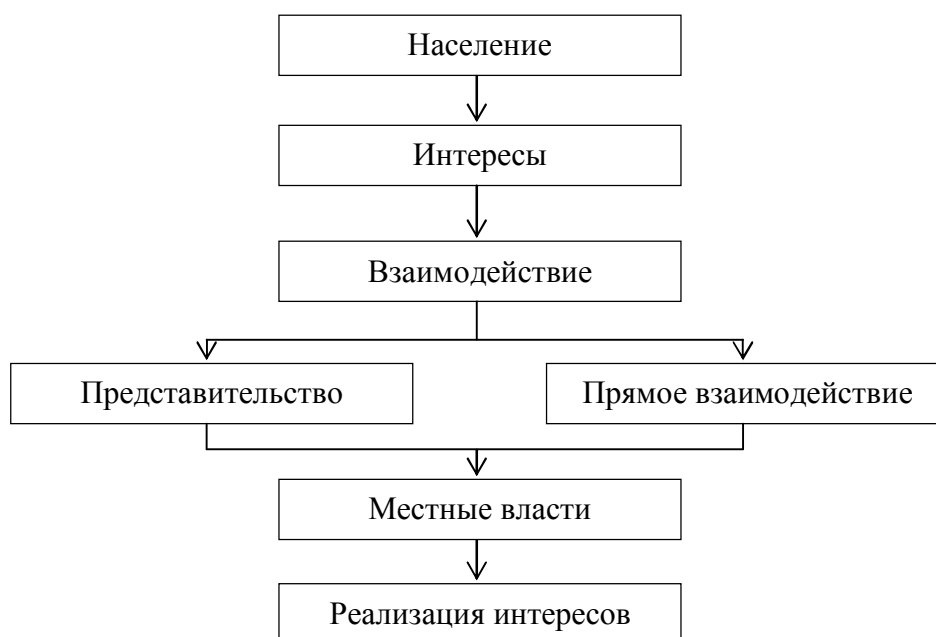 Население
Интересы
Взаимодействие
Представительство
Прямое взаимодействие
Местные власти
Реализация интересов